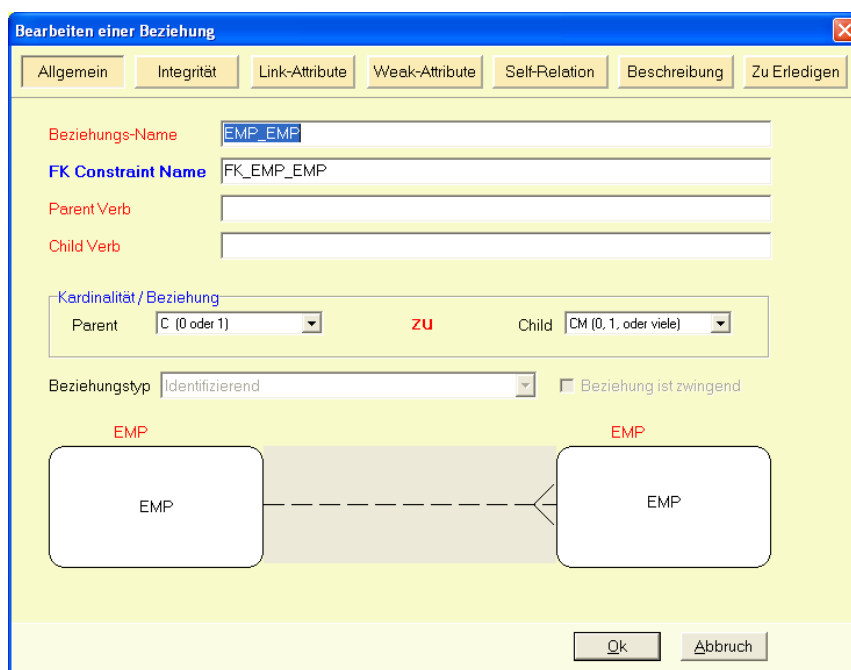 Bearbeiten einer Beziehung
Allgemein Integrität Link-Attribute Weak-Attribute Self-Relation Beschreibung Zu Erledigen
Beziehungs-Name EMP_EMP
FK Constraint Name FK_EMP_EMP
Parent Verb
Child Verb
Kardinalität / Beziehung
Parent C (0 oder 1) zu Child CM (0, 1, oder viele)
Beziehungstyp Identifizierend Beziehung ist zwingend
EMP EMP
EMP EMP
Ok Abbruch